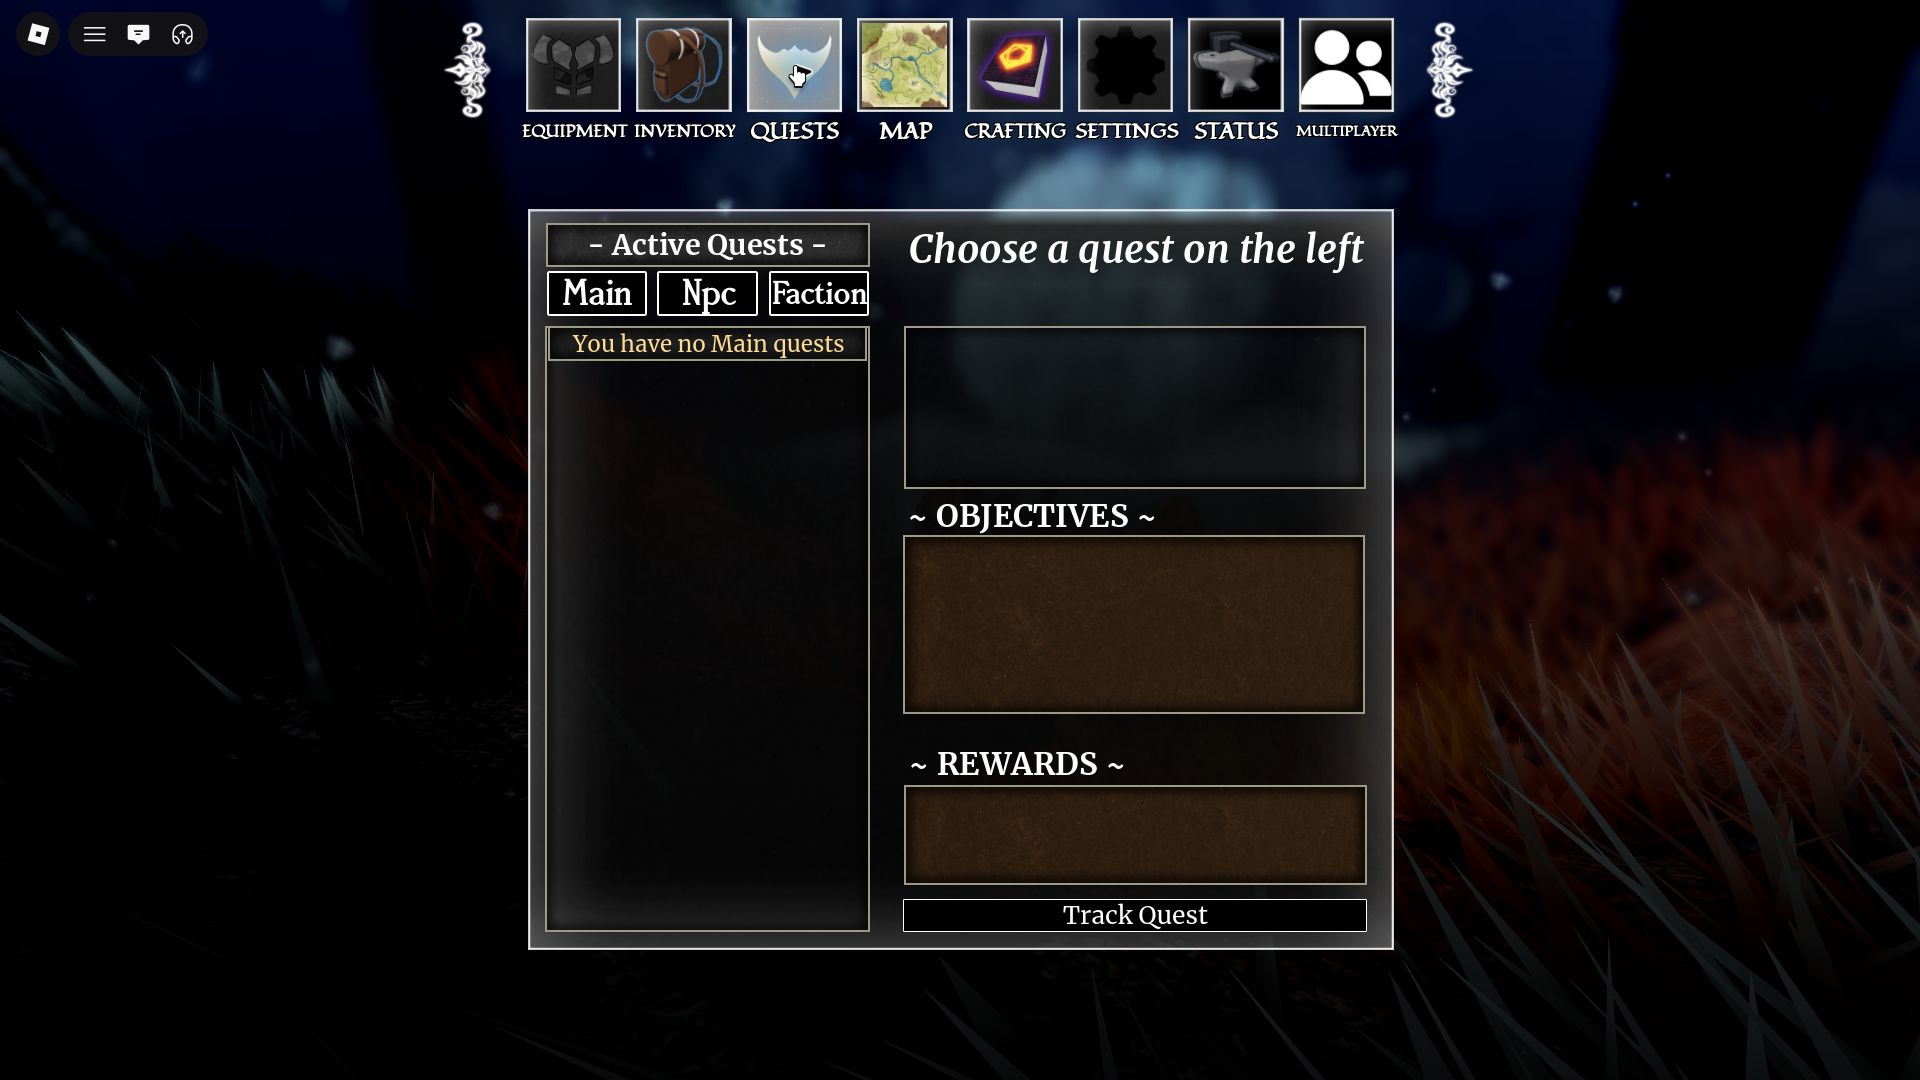 EQUIPMENT
INVENTORY
QUESTS
MAP
CRAFTING
SETTINGS
STATUS
MULTIPLAYER
- Active Quests -
Main
Npc
Faction
You have no Main quests
Choose a quest on the left
~ OBJECTIVES ~
~ REWARDS ~
Track Quest